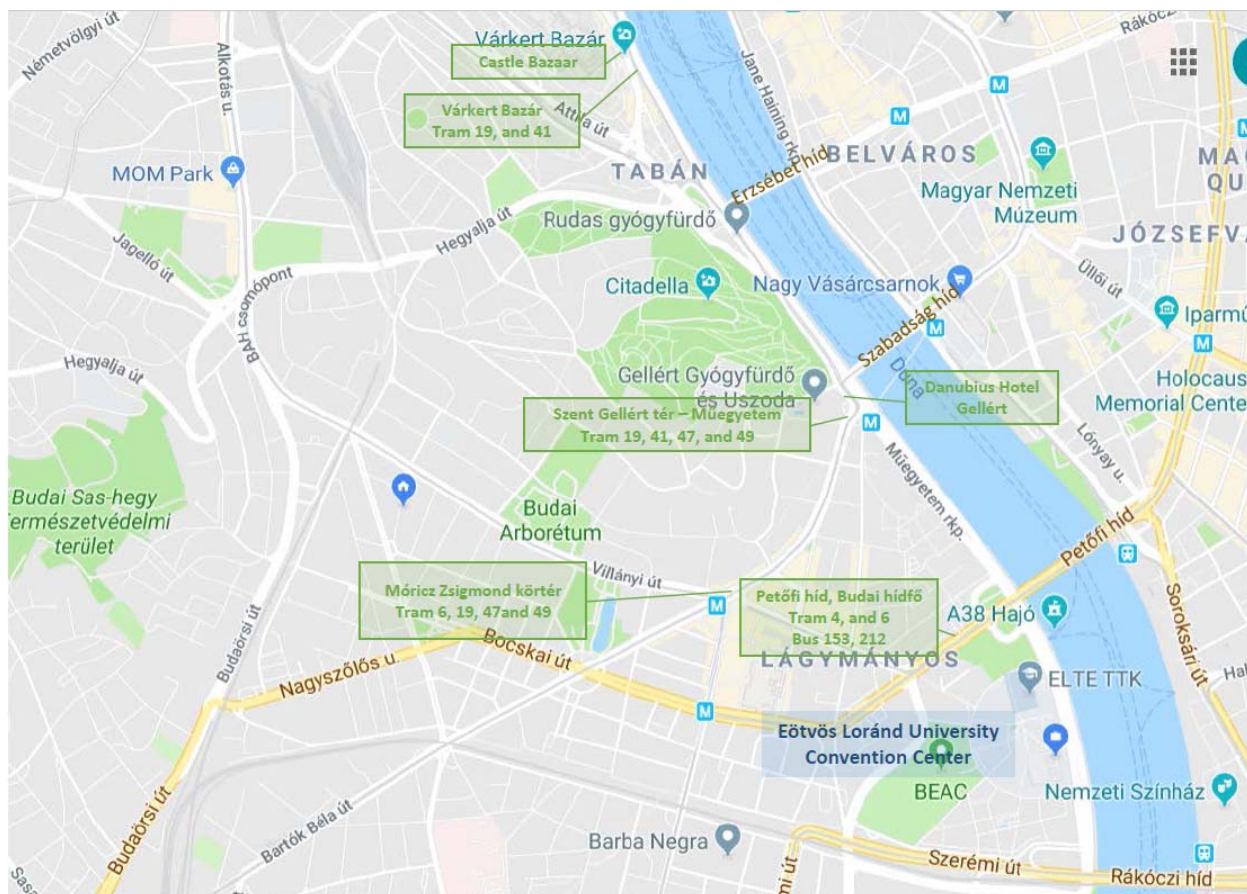 Németvölgyi út
Alkotás u.
Várkert Bazár
Castle Bazaar
Jane Haining rkp.
Rákóczi
M
Várkert Bazár
Tram 19, and 41
Attila út
M
MOM Park
TABÁN
BELVÁROS
M
Magyar Nemzeti
Múzeum
Erzsébet híd
Rudas gyógyfürdő
Hegyalja út
Jagelló út
BAH csomópont
Citadella
Nagy Vásárcsarnok
JÓZSEFVA
Üllői út
Iparmű
M
M
Szabadság híd
Hegyalja út
Duna
Gellért Gyógyfürdő
és Uszoda
Danubius Hotel
Gellért
Holocaus
Memorial Cente
Szent Gellért tér – Műegyetem
Tram 19, 41, 47, and 49
M
Lónyay u.
Műegyetem rkp.
Budai Sas-hegy
Természetvédelmi
terület
Budai
Arborétum
Petőfi híd
Villányi út
Móricz Zsigmond körtér
Tram 6, 19, 47and 49
M
Petőfi híd, Budai hídfő
Tram 4, and 6
Bus 153, 212
A38 Hajó
Soroksári út
LÁGYMÁNYOS
Budaörsi út
Nagyszőlős u.
Bocskai út
ELTE TTK
M
Eötvös Loránd University
Convention Center
BEAC
Nemzeti Színház
Budaörsi út
Bartók Béla út
Barba Negra
Szerémi út
Rákóczi híd